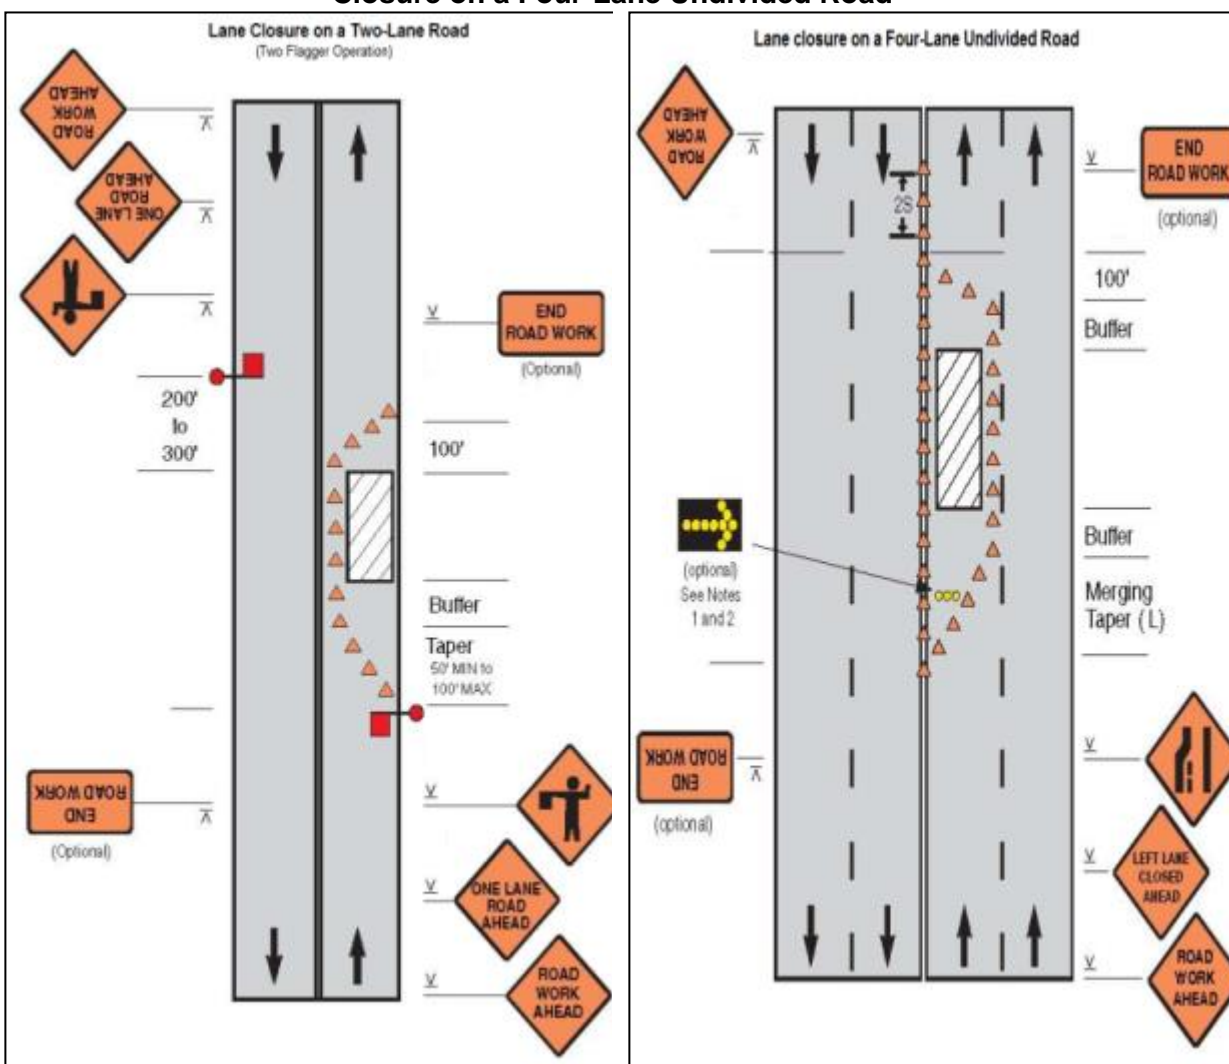 Closure on a Four-Lane Undivided Road
Lane Closure on a Two-Lane Road
(Two Flagger Operation)
ROAD
WORK
AHEAD
ONE LANE
ROAD
AHEAD
END
ROAD WORK
(Optional)
200'
to
300'
100'
Buffer
Taper
50' MIN to
100' MAX
END
ROAD WORK
(Optional)
ONE LANE
ROAD
AHEAD
ROAD
WORK
AHEAD
Lane closure on a Four-Lane Undivided Road
ROAD
WORK
AHEAD
END
ROAD WORK
(optional)
2S
100'
Buffer
Buffer
(optional)
See Notes
1 and 2
Merging
Taper (L)
END
ROAD WORK
(optional)
LEFT LANE
CLOSED
AHEAD
ROAD
WORK
AHEAD